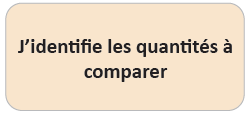 J’identifie les quantités à
comparer